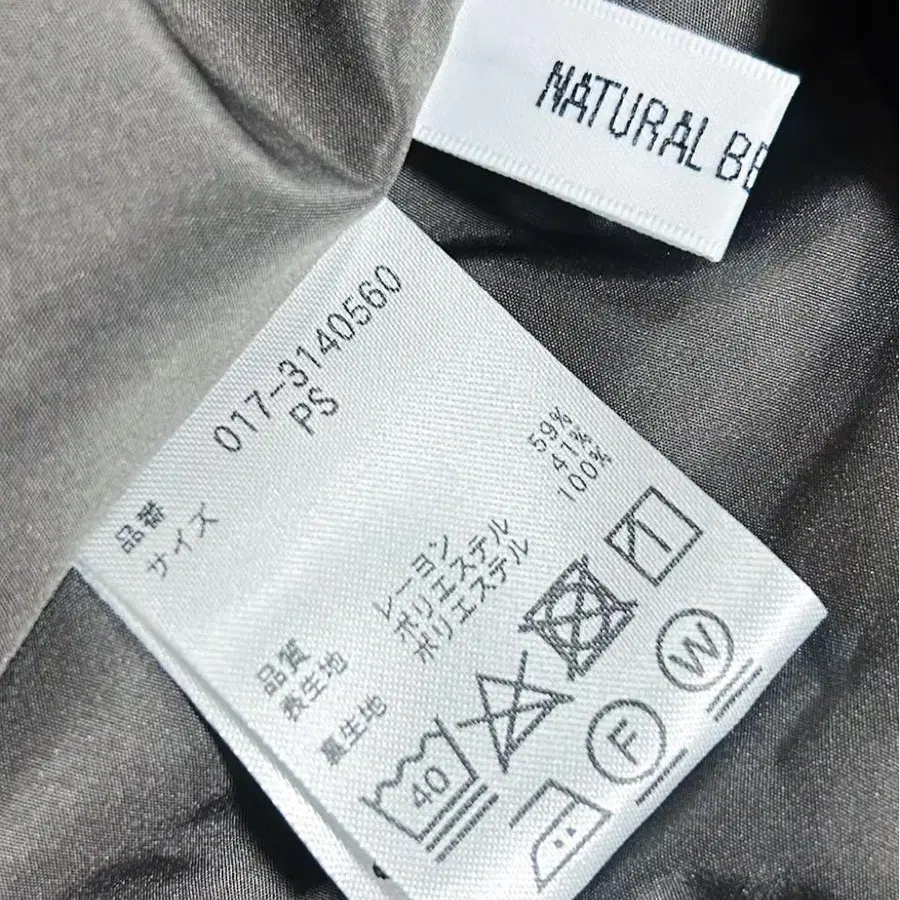 NATURAL BE
品番 017-3140560
サイズ PS
品質
表生地 レーヨン 59%
ポリエステル 41%
裏生地 ポリエステル 100%
40
F
W